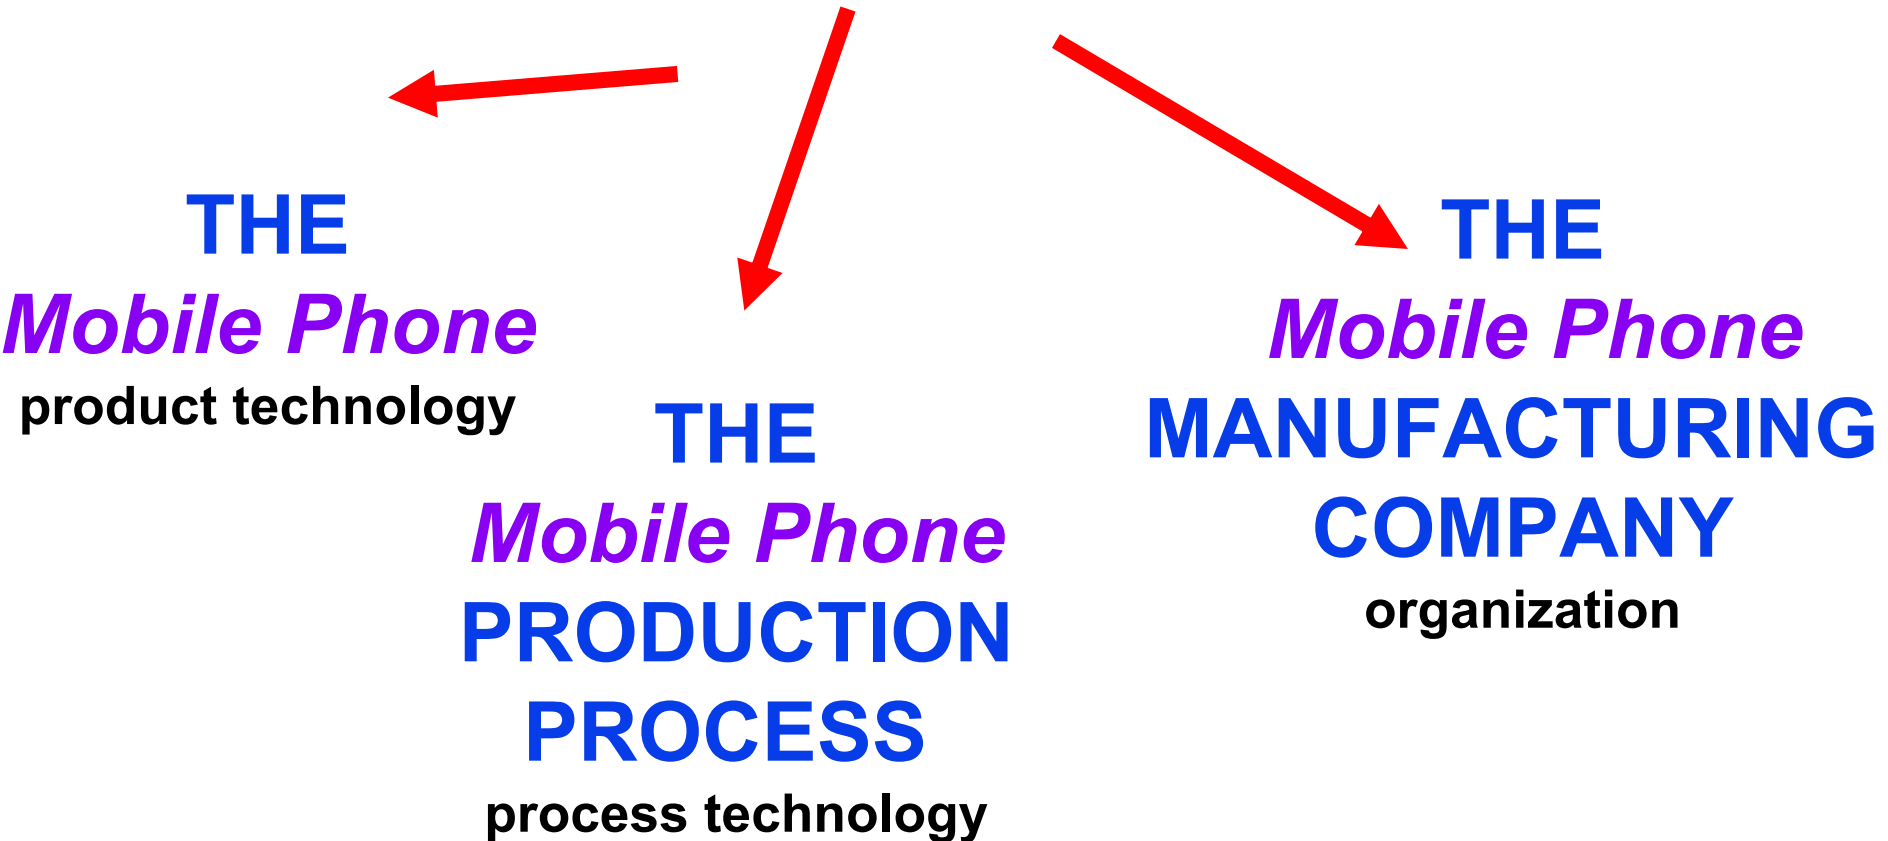 THE
Mobile Phone
product technology
THE
Mobile Phone
PRODUCTION
PROCESS
process technology
THE
Mobile Phone
MANUFACTURING
COMPANY
organization